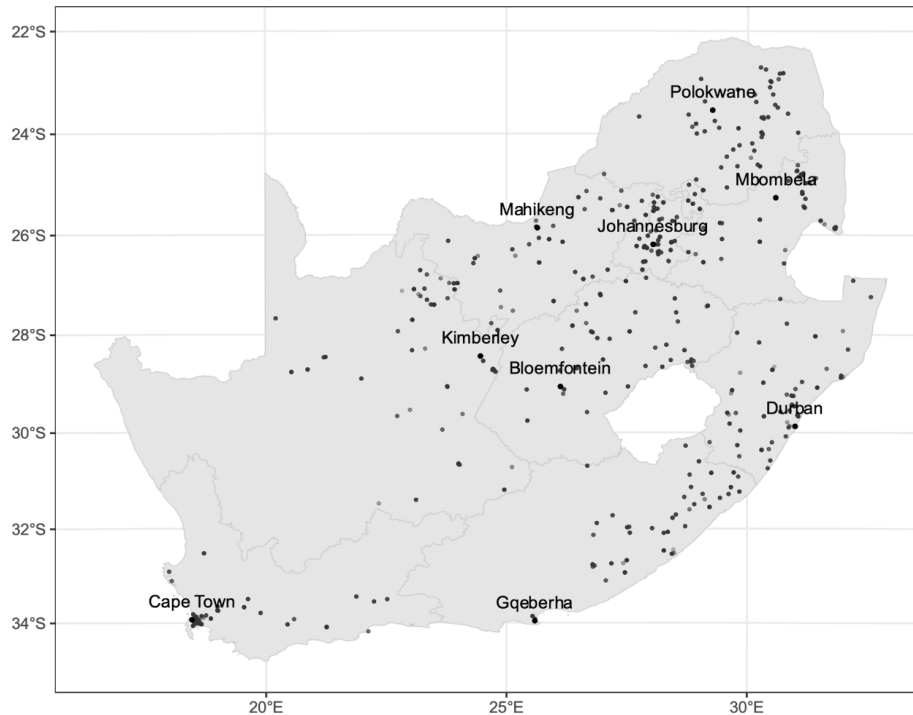 22°S
Polokwane
24°S
Mbombela
Mahikeng
Johannesburg
26°S
28°S
Kimberley
Bloemfontein
Durban
30°S
32°S
Cape Town
Gqeberha
34°S
20°E
25°E
30°E